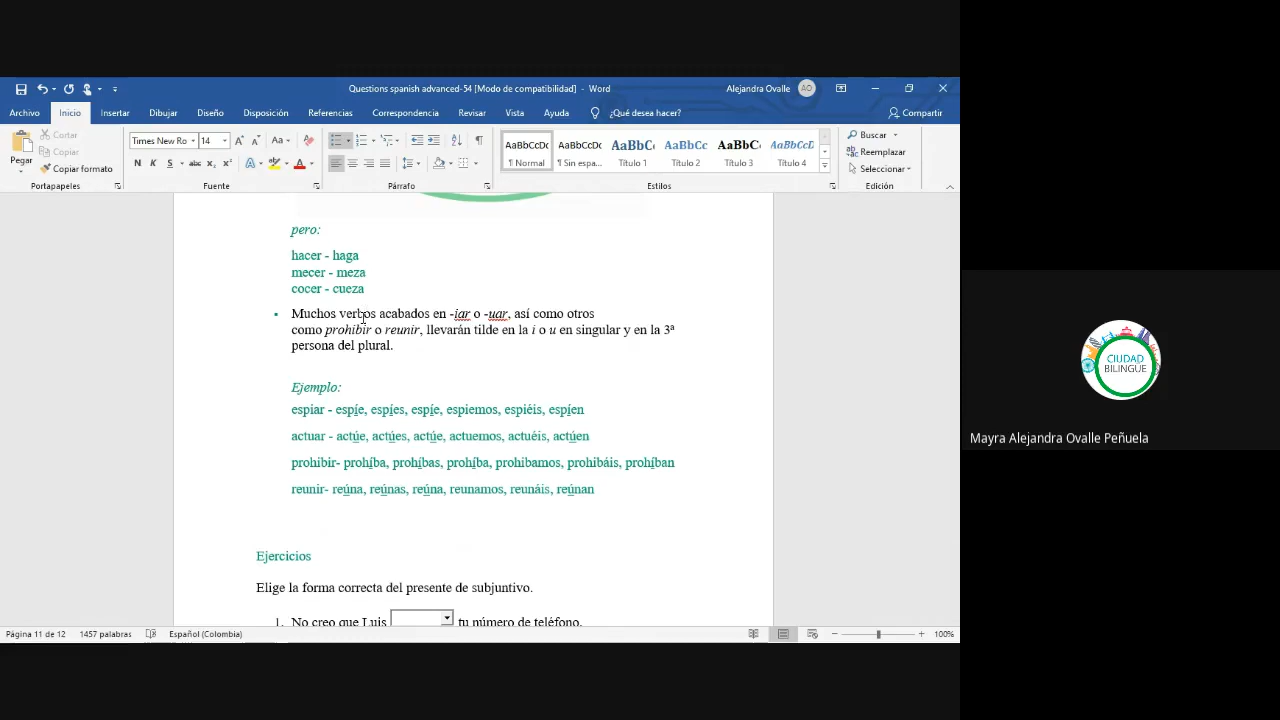 Questions spanish advanced-54 [Modo de compatibilidad] - Word
Alejandra Ovalle
AO
Archivo Inicio Insertar Dibujar Diseño Disposición Referencias Correspondencia Revisar Vista Ayuda ¿Qué desea hacer? Compartir
Pegar
Cortar
Copiar
Copiar formato
Portapapeles
Times New Ro 14
N K S abc x₂ x²
Fuente
Párrafo
AaBbCcDc AaBbCcDc AaBbC AaBbCc AaBbC AaBbCcD
¶ Normal ¶ Sin espa... Título 1 Título 2 Título 3 Título 4
Estilos
Buscar
Reemplazar
Seleccionar
Edición
pero:
hacer - haga
mecer - meza
cocer - cueza
Muchos verbos acabados en -iar o -uar, así como otros
como prohibir o reunir, llevarán tilde en la i o u en singular y en la 3ª
persona del plural.
Ejemplo:
espiar - espíe, espíes, espíe, espiemos, espiéis, espíen
actuar - actúe, actúes, actúe, actuemos, actuéis, actúen
prohibir- prohíba, prohíbas, prohíba, prohibamos, prohibáis, prohíban
reunir- reúna, reúnas, reúna, reunamos, reunáis, reúnan
Ejercicios
Elige la forma correcta del presente de subjuntivo.
1. No creo que Luis tu número de teléfono.
Página 11 de 12 1457 palabras Español (Colombia) 100%
CIUDAD
BILINGÜE
Mayra Alejandra Ovalle Peñuela